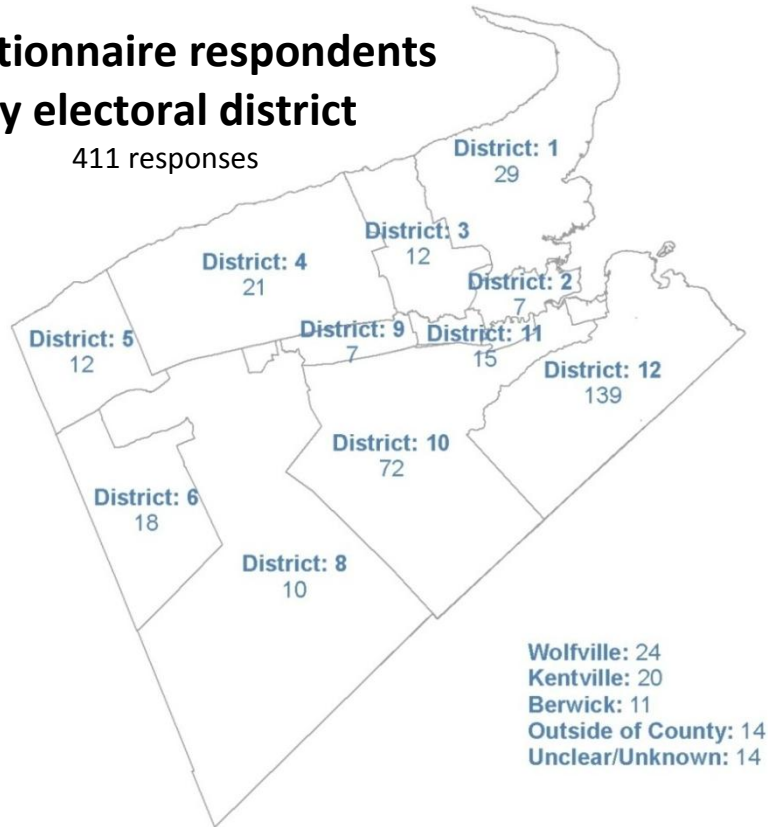 tionnaire respondents
y electoral district
411 responses
District: 1
29
District: 3
12
District: 4
21
District: 2
7
District: 9
7
District: 11
15
District: 5
12
District: 12
139
District: 10
72
District: 6
18
District: 8
10
Wolfville: 24
Kentville: 20
Berwick: 11
Outside of County: 14
Unclear/Unknown: 14